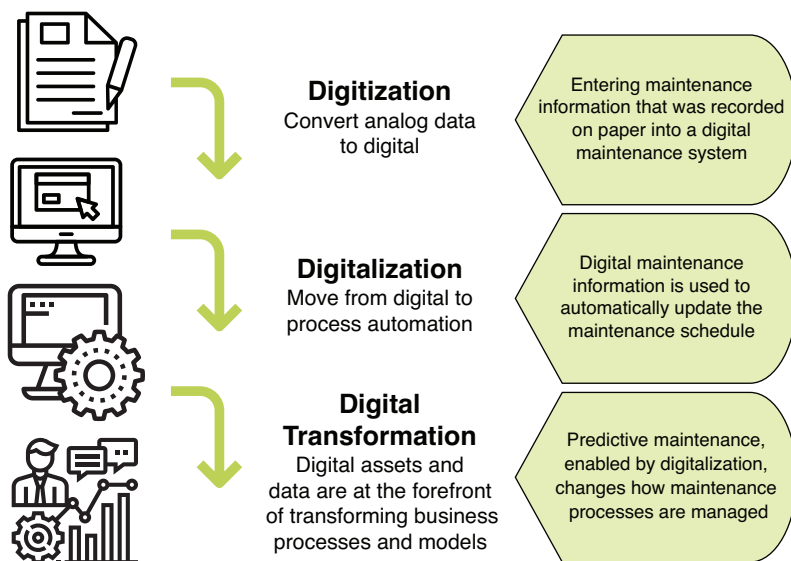 Digitization
Convert analog data
to digital
Entering maintenance
information that was recorded
on paper into a digital
maintenance system
Digitalization
Move from digital to
process automation
Digital maintenance
information is used to
automatically update the
maintenance schedule
Digital
Transformation
Digital assets and
data are at the forefront
of transforming business
processes and models
Predictive maintenance,
enabled by digitalization,
changes how maintenance
processes are managed